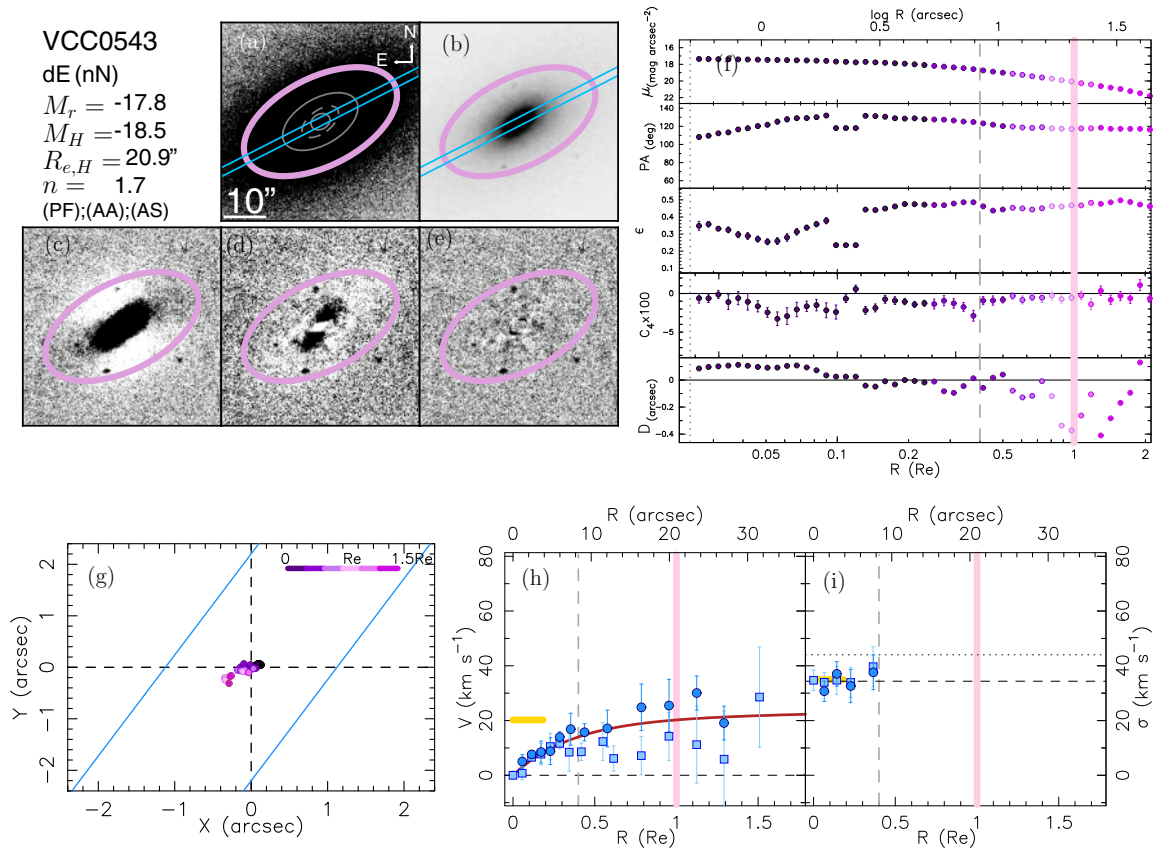 VCC0543
dE (nN)
M_r = -17.8
M_H = -18.5
R_{e,H} = 20.9"
n = 1.7
(PF);(AA);(AS)
(a)
N
E
10"
(b)
(c)
(d)
(e)
log R (arcsec)
0 0.5 1 1.5
(f)
μ (mag arcsec⁻²)
16
18
20
22
PA (deg)
140
120
100
80
60
ϵ
0.5
0.4
0.3
0.2
0.1
C₄x100
0
−5
D (arcsec)
0
−0.2
−0.4
0.05 0.1 0.2 0.5 1 2
R (Re)
(g)
0 Re 1.5Re
Y (arcsec)
2
1
0
−1
−2
−2 −1 0 1 2
X (arcsec)
R (arcsec)
0 10 20 30
(h)
V (km s⁻¹)
80
60
40
20
0
0 0.5 1 1.5
R (Re)
R (arcsec)
0 10 20 30
(i)
80
60
40
20
0
σ (km s⁻¹)
0 0.5 1 1.5
R (Re)